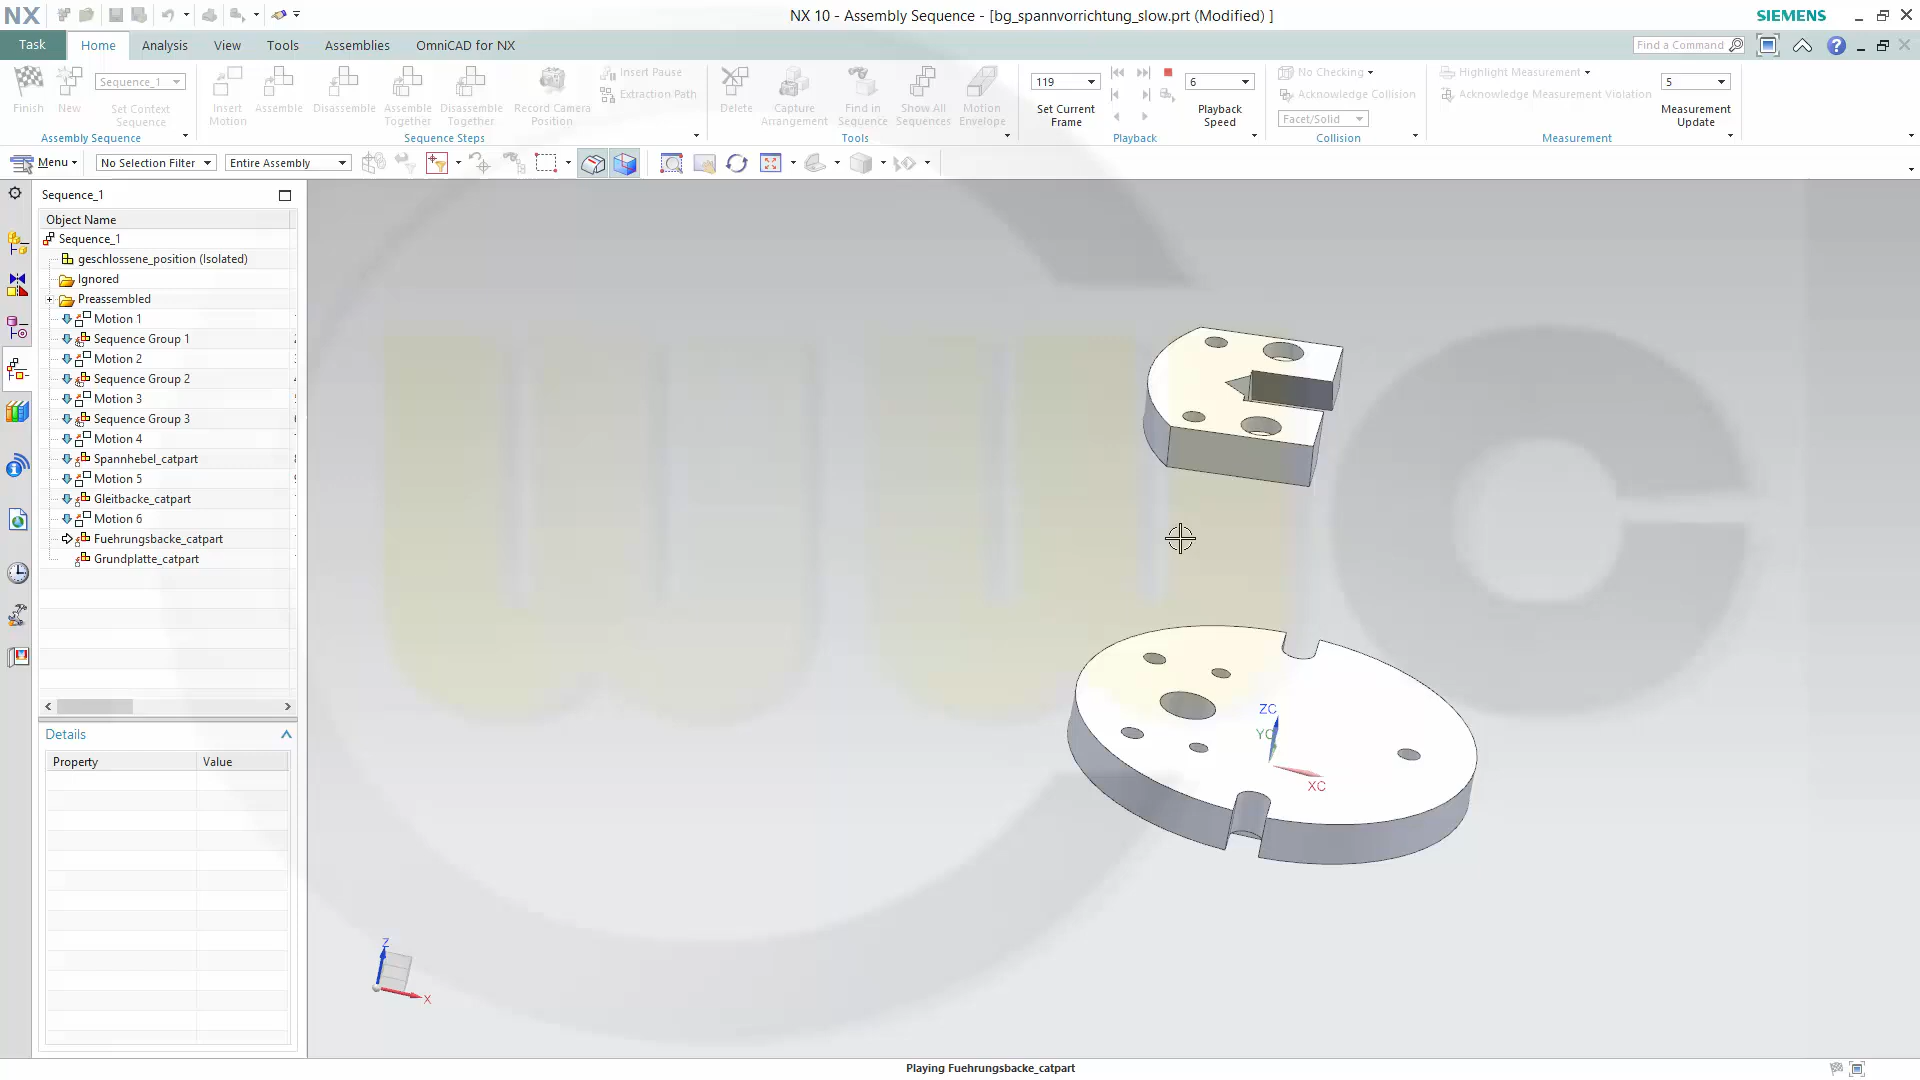 NX
NX 10 - Assembly Sequence - [bg_spannvorrichtung_slow.prt (Modified) ]
SIEMENS
Task
Home
Analysis
View
Tools
Assemblies
OmniCAD for NX
Find a Command
Finish
New
Sequence_1
Set Context
Sequence
Assembly Sequence
Insert
Motion
Assemble
Disassemble
Assemble
Together
Disassemble
Together
Record Camera
Position
Insert Pause
Extraction Path
Sequence Steps
Delete
Capture
Arrangement
Find in
Sequence
Show All
Sequences
Motion
Envelope
Tools
119
Set Current
Frame
6
Playback
Speed
Playback
No Checking
Acknowledge Collision
Facet/Solid
Collision
Highlight Measurement
Acknowledge Measurement Violation
5
Measurement
Update
Measurement
Menu
No Selection Filter
Entire Assembly
Sequence_1
Object Name
Sequence_1
geschlossene_position (Isolated)
Ignored
Preassembled
Motion 1
Sequence Group 1
Motion 2
Sequence Group 2
Motion 3
Sequence Group 3
Motion 4
Spannhebel_catpart
Motion 5
Gleitbacke_catpart
Motion 6
Fuehrungsbacke_catpart
Grundplatte_catpart
Details
Property
Value
ZC
YC
XC
Z
X
Playing Fuehrungsbacke_catpart